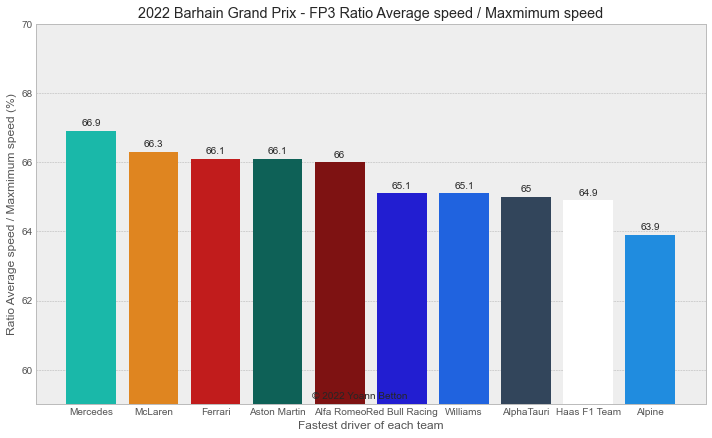 2022 Barhain Grand Prix - FP3 Ratio Average speed / Maxmimum speed
Ratio Average speed / Maxmimum speed (%)
70
68
66
64
62
60
66.9
66.3
66.1
66.1
66
65.1
65.1
65
64.9
63.9
© 2022 Yoann Betton
Mercedes
McLaren
Ferrari
Aston Martin
Alfa Romeo
Red Bull Racing
Williams
AlphaTauri
Haas F1 Team
Alpine
Fastest driver of each team